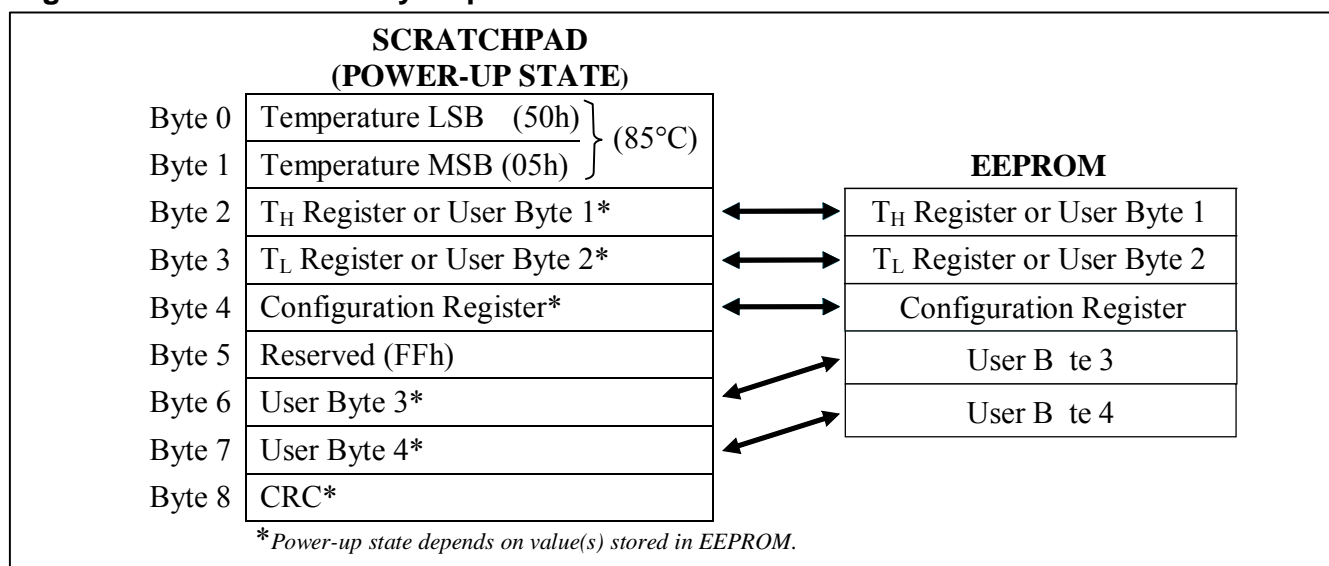 SCRATCHPAD
(POWER-UP STATE)
Byte 0 Temperature LSB (50h)
(85°C)
Byte 1 Temperature MSB (05h)
EEPROM
Byte 2 T_H Register or User Byte 1* T_H Register or User Byte 1
Byte 3 T_L Register or User Byte 2* T_L Register or User Byte 2
Byte 4 Configuration Register* Configuration Register
Byte 5 Reserved (FFh) User B te 3
Byte 6 User Byte 3* User B te 4
Byte 7 User Byte 4*
Byte 8 CRC*
*Power-up state depends on value(s) stored in EEPROM.